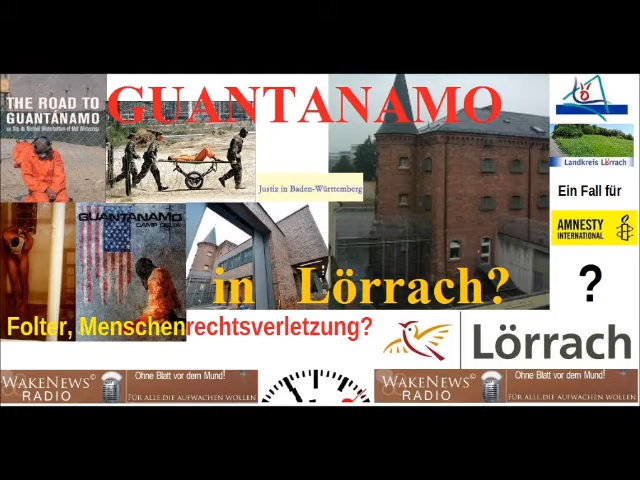 GUANTANAMO
THE ROAD TO
GUANTÁNAMO
Justiz in Baden-Württemberg
Landkreis Lörrach
Ein Fall für
AMNESTY
INTERNATIONAL
?
GUANTANAMO
CAMP DELTA
in Lörrach?
Folter, Menschenrechtsverletzung?
Lörrach
WAKENEWS©
RADIO
Ohne Blatt vor dem Mund!
FÜR ALLE,DIE AUFWACHEN WOLLEN
WAKENEWS©
RADIO
Ohne Blatt vor dem Mund!
FÜR ALLE,DIE AUFWACHEN WOLLEN